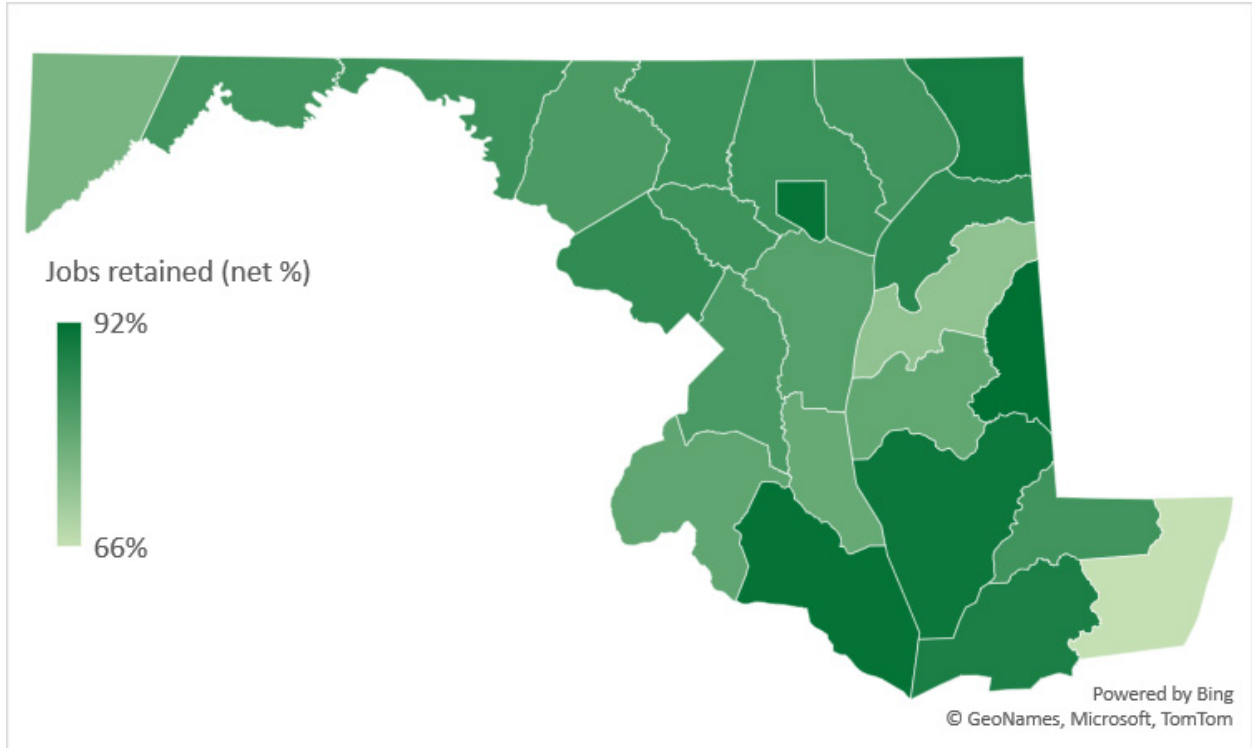 Jobs retained (net %)
92%
66%
Powered by Bing
© GeoNames, Microsoft, TomTom